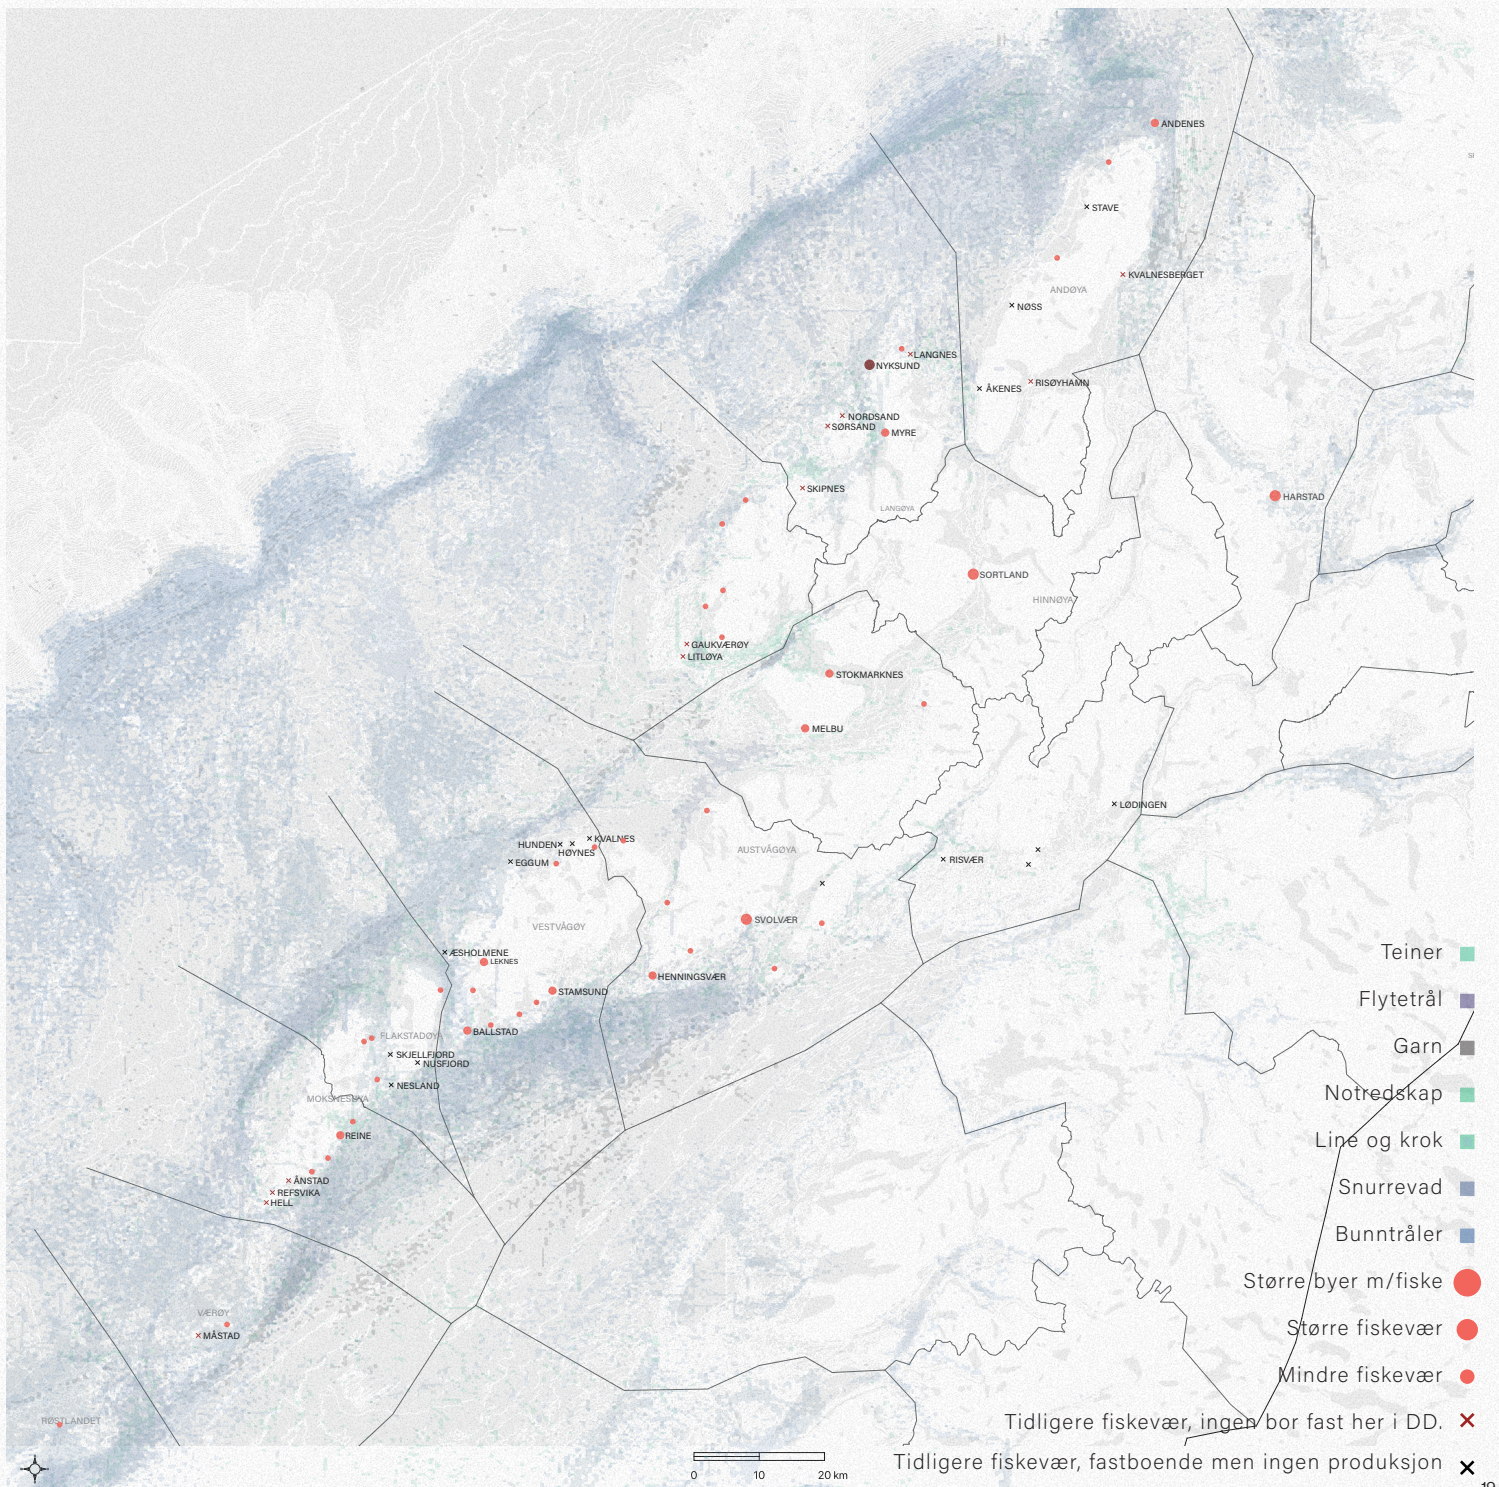 ANDENES
STAVE
KVALNESBERGET
ANDØYA
NØSS
LANGNES
NYKSUND
RISØYHAMN
ÅKENES
NORDSAND
SØRSAND
MYRE
SKIPNES
HARSTAD
LANGØYA
SORTLAND
HINNØYA
GAUKVÆRØY
LITLØYA
STOKMARKNES
MELBU
LØDINGEN
KVALNES
HUNDEN
HØYNES
EGGUM
AUSTVÅGØYA
RISVÆR
SVOLVÆR
VESTVÅGØY
ÆSHOLMENE
LEKNES
HENNINGSVÆR
STAMSUND
BALLSTAD
FLAKSTADØY
SKJELLFJORD
NUSFJORD
NESLAND
MOKSNESØYA
REINE
ÅNSTAD
REFSVIKA
HELL
VÆRØY
MÅSTAD
RØSTLANDET
Teiner
Flytetrål
Garn
Notredskap
Line og krok
Snurrevad
Bunntråler
Større byer m/fiske
Større fiskevær
Mindre fiskevær
Tidligere fiskevær, ingen bor fast her i DD.
Tidligere fiskevær, fastboende men ingen produksjon
0 10 20 km